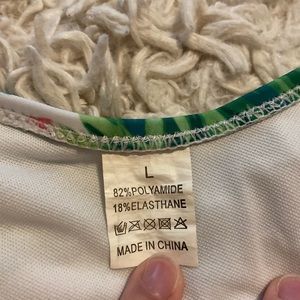 L
82%POLYAMIDE
18%ELASTHANE
MADE IN CHINA